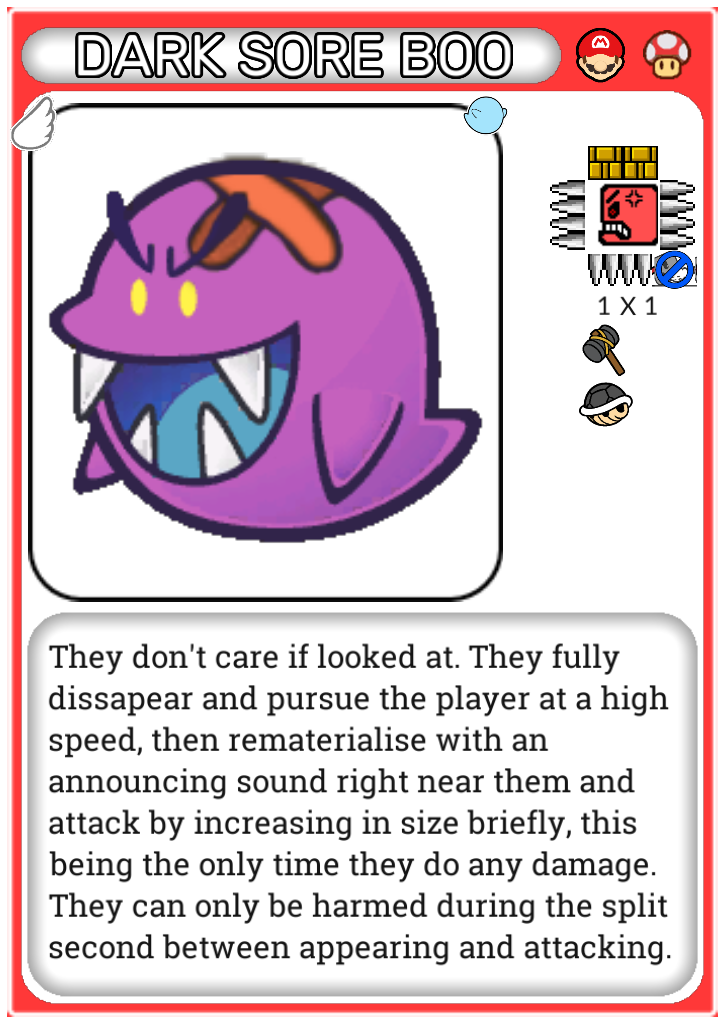 DARK SORE BOO
1 X 1
They don't care if looked at. They fully
dissapear and pursue the player at a high
speed, then rematerialise with an
announcing sound right near them and
attack by increasing in size briefly, this
being the only time they do any damage.
They can only be harmed during the split
second between appearing and attacking.